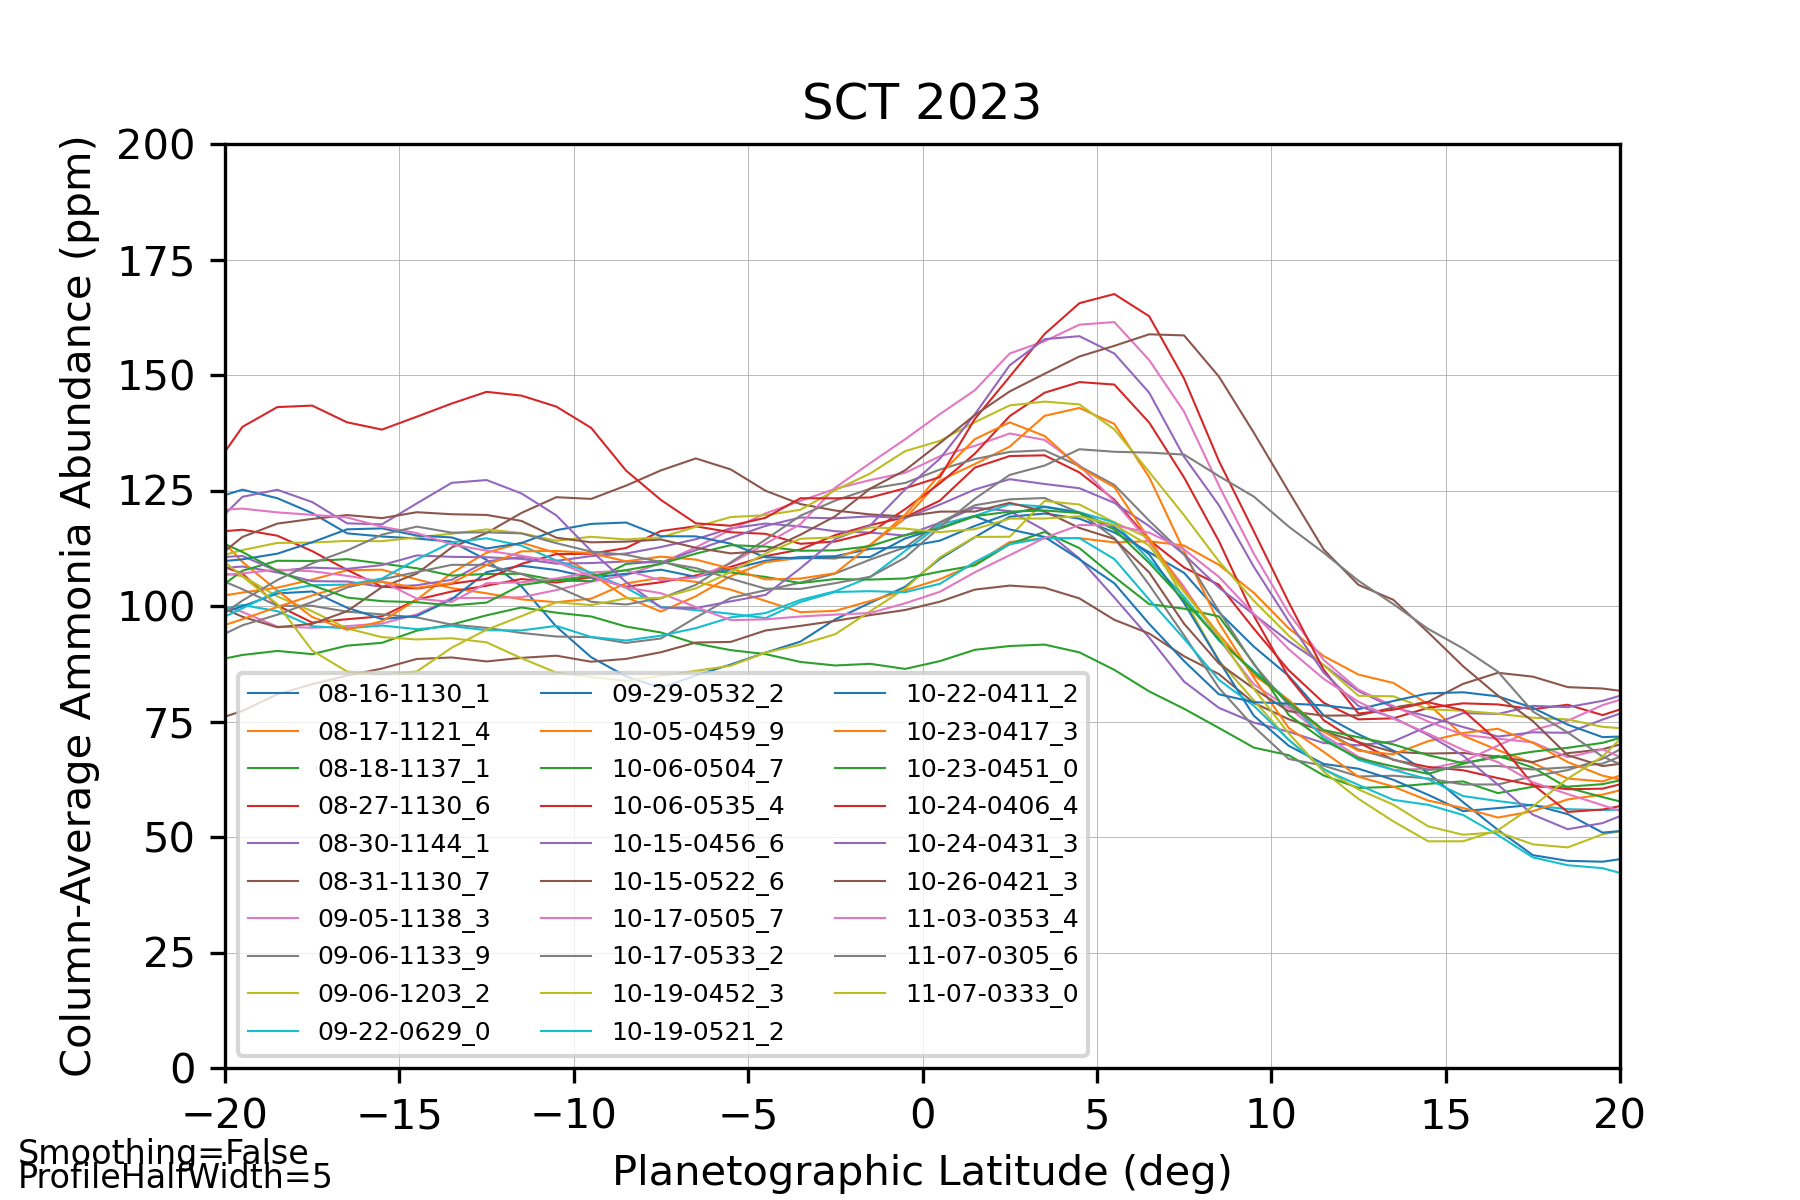 SCT 2023
Column-Average Ammonia Abundance (ppm)
200
175
150
125
100
75
50
25
0
08-16-1130_1 09-29-0532_2 10-22-0411_2
08-17-1121_4 10-05-0459_9 10-23-0417_3
08-18-1137_1 10-06-0504_7 10-23-0451_0
08-27-1130_6 10-06-0535_4 10-24-0406_4
08-30-1144_1 10-15-0456_6 10-24-0431_3
08-31-1130_7 10-15-0522_6 10-26-0421_3
09-05-1138_3 10-17-0505_7 11-03-0353_4
09-06-1133_9 10-17-0533_2 11-07-0305_6
09-06-1203_2 10-19-0452_3 11-07-0333_0
09-22-0629_0 10-19-0521_2
−20 −15 −10 −5 0 5 10 15 20
Planetographic Latitude (deg)
Smoothing=False
ProfileHalfWidth=5